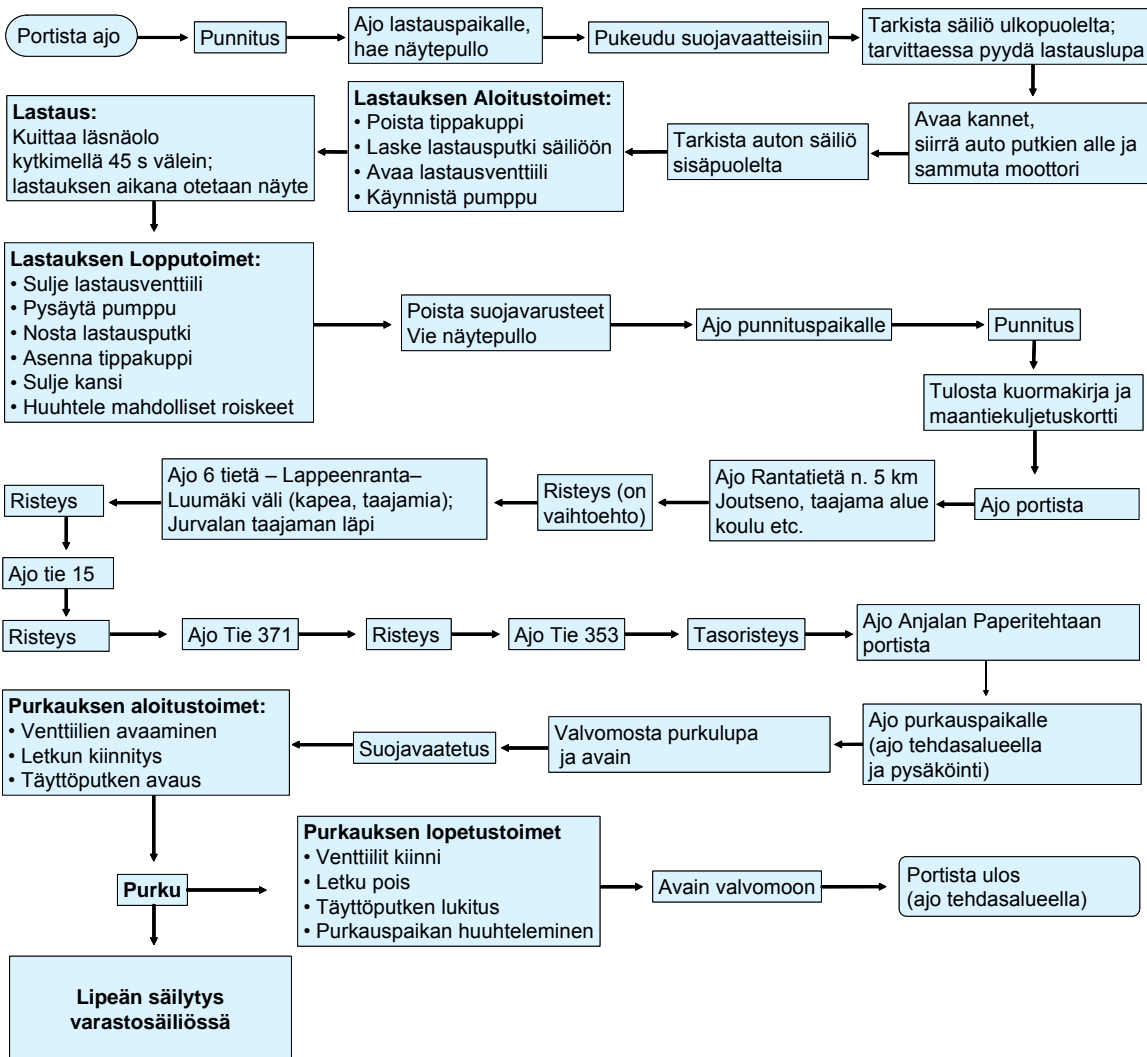 Portista ajo
Punnitus
Ajo lastauspaikalle,
hae näytepullo
Pukeudu suojavaatteisiin
Tarkista säiliö ulkopuolelta;
tarvittaessa pyydä lastauslupa
Avaa kannet,
siirrä auto putkien alle ja
sammuta moottori
Tarkista auton säiliö
sisäpuolelta
Lastauksen Aloitustoimet:
• Poista tippakuppi
• Laske lastausputki säiliöön
• Avaa lastausventtiili
• Käynnistä pumppu
Lastaus:
Kuittaa läsnäolo
kytkimellä 45 s välein;
lastauksen aikana otetaan näyte
Lastauksen Lopputoimet:
• Sulje lastausventtiili
• Pysäytä pumppu
• Nosta lastausputki
• Asenna tippakuppi
• Sulje kansi
• Huuhtele mahdolliset roiskeet
Poista suojavarusteet
Vie näytepullo
Ajo punnituspaikalle
Punnitus
Tulosta kuormakirja ja
maantiekuljetuskortti
Ajo portista
Ajo Rantatietä n. 5 km
Joutseno, taajama alue
koulu etc.
Risteys (on
vaihtoehto)
Ajo 6 tietä – Lappeenranta–
Luumäki väli (kapea, taajamia);
Jurvalan taajaman läpi
Risteys
Ajo tie 15
Risteys
Ajo Tie 371
Risteys
Ajo Tie 353
Tasoristeys
Ajo Anjalan Paperitehtaan
portista
Ajo purkauspaikalle
(ajo tehdasalueella
ja pysäköinti)
Valvomosta purkulupa
ja avain
Suojavaatetus
Purkauksen aloitustoimet:
• Venttiilien avaaminen
• Letkun kiinnitys
• Täyttöputken avaus
Purku
Purkauksen lopetustoimet
• Venttiilit kiinni
• Letku pois
• Täyttöputken lukitus
• Purkauspaikan huuhteleminen
Avain valvomoon
Portista ulos
(ajo tehdasalueella)
Lipeän säilytys
varastosäiliössä